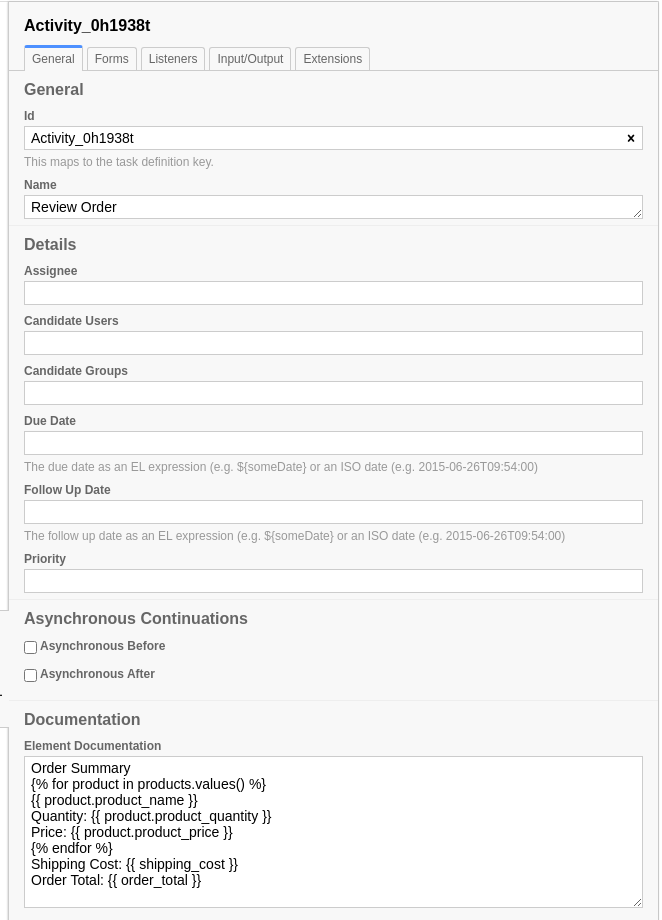 Activity_0h1938t
General
Forms
Listeners
Input/Output
Extensions
General
Id
Activity_0h1938t
This maps to the task definition key.
Name
Review Order
Details
Assignee
Candidate Users
Candidate Groups
Due Date
The due date as an EL expression (e.g. ${someDate} or an ISO date (e.g. 2015-06-26T09:54:00)
Follow Up Date
The follow up date as an EL expression (e.g. ${someDate} or an ISO date (e.g. 2015-06-26T09:54:00)
Priority
Asynchronous Continuations
Asynchronous Before
Asynchronous After
Documentation
Element Documentation
Order Summary
{% for product in products.values() %}
{{ product.product_name }}
Quantity: {{ product.product_quantity }}
Price: {{ product.product_price }}
{% endfor %}
Shipping Cost: {{ shipping_cost }}
Order Total: {{ order_total }}